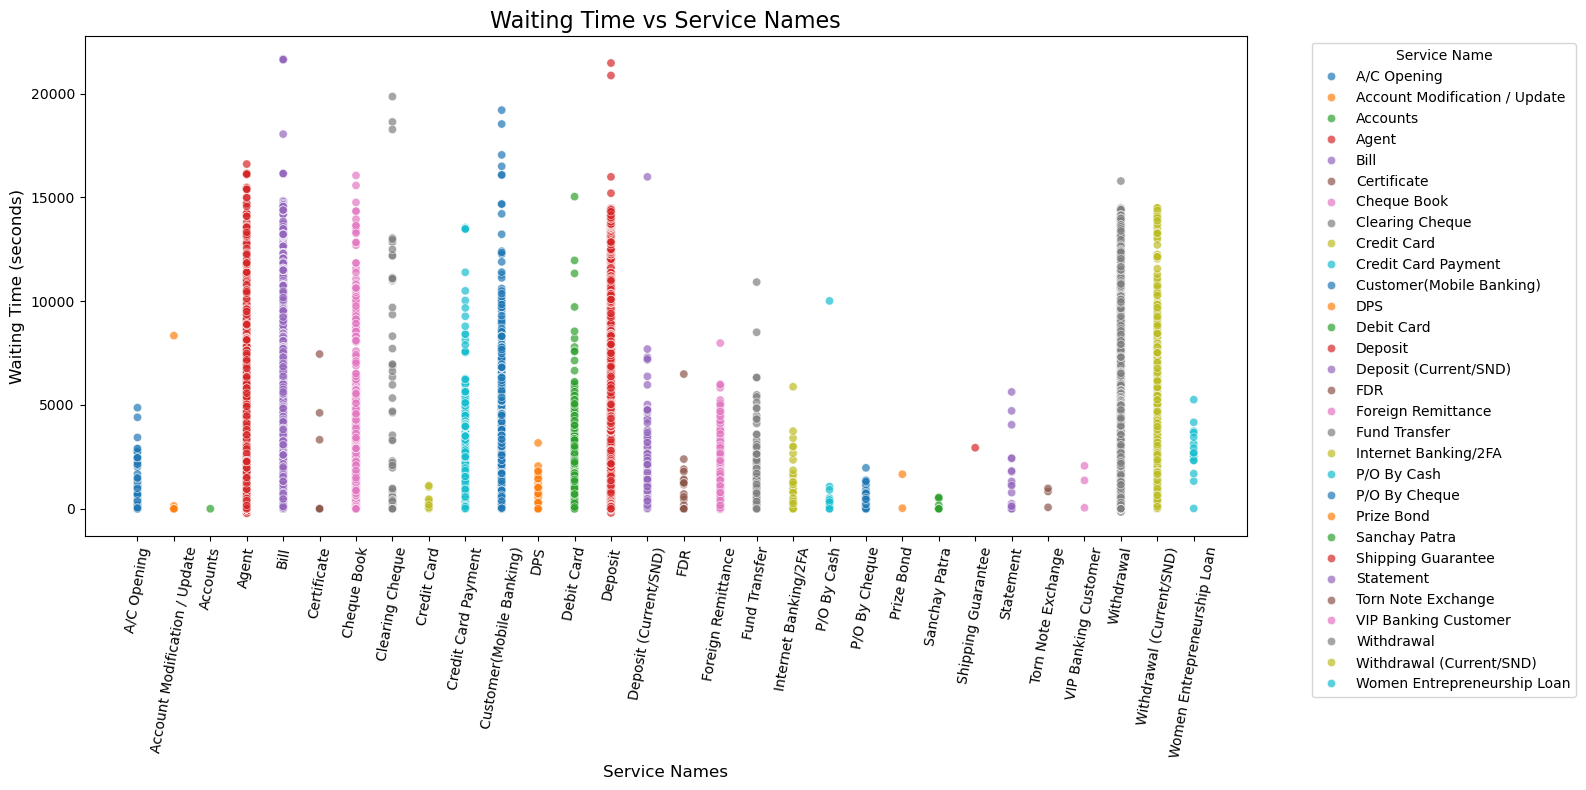 Waiting Time vs Service Names
Waiting Time (seconds)
20000
15000
10000
5000
0
A/C Opening
Account Modification / Update
Accounts
Agent
Bill
Certificate
Cheque Book
Clearing Cheque
Credit Card
Credit Card Payment
Customer(Mobile Banking)
DPS
Debit Card
Deposit
Deposit (Current/SND)
FDR
Foreign Remittance
Fund Transfer
Internet Banking/2FA
P/O By Cash
P/O By Cheque
Prize Bond
Sanchay Patra
Shipping Guarantee
Statement
Torn Note Exchange
VIP Banking Customer
Withdrawal
Withdrawal (Current/SND)
Women Entrepreneurship Loan
Service Names
Service Name
A/C Opening
Account Modification / Update
Accounts
Agent
Bill
Certificate
Cheque Book
Clearing Cheque
Credit Card
Credit Card Payment
Customer(Mobile Banking)
DPS
Debit Card
Deposit
Deposit (Current/SND)
FDR
Foreign Remittance
Fund Transfer
Internet Banking/2FA
P/O By Cash
P/O By Cheque
Prize Bond
Sanchay Patra
Shipping Guarantee
Statement
Torn Note Exchange
VIP Banking Customer
Withdrawal
Withdrawal (Current/SND)
Women Entrepreneurship Loan